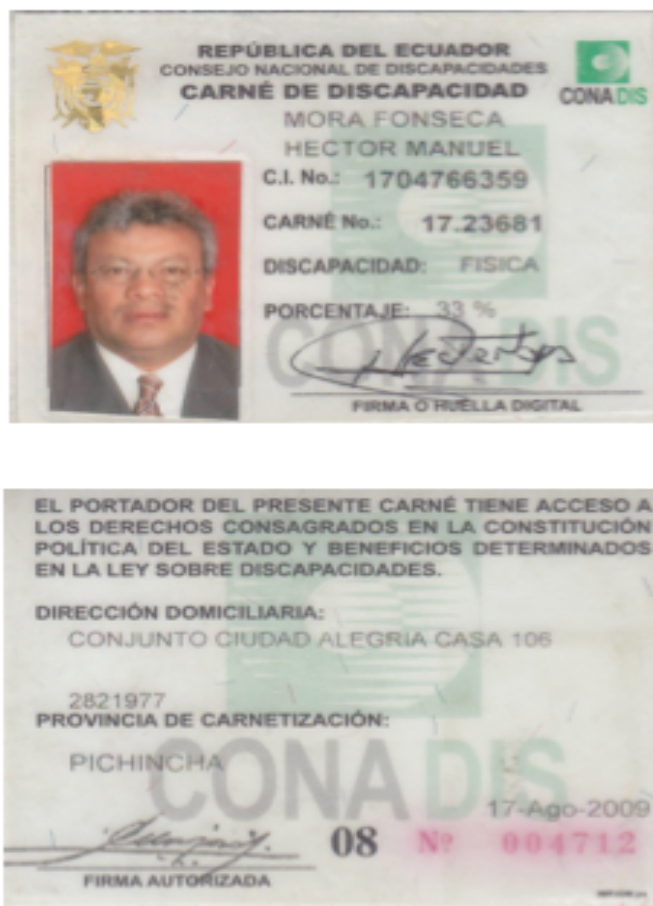 REPÚBLICA DEL ECUADOR
CONSEJO NACIONAL DE DISCAPACIDADES
CARNÉ DE DISCAPACIDAD
CONADIS
MORA FONSECA
HECTOR MANUEL
C.I. No.: 1704766359
CARNÉ No.: 17.23681
DISCAPACIDAD: FISICA
PORCENTAJE: 33 %
CONADIS
FIRMA O HUELLA DIGITAL
EL PORTADOR DEL PRESENTE CARNÉ TIENE ACCESO A
LOS DERECHOS CONSAGRADOS EN LA CONSTITUCIÓN
POLÍTICA DEL ESTADO Y BENEFICIOS DETERMINADOS
EN LA LEY SOBRE DISCAPACIDADES.
DIRECCIÓN DOMICILIARIA:
CONJUNTO CIUDAD ALEGRIA CASA 106
2821977
PROVINCIA DE CARNETIZACIÓN:
PICHINCHA
CONADIS
17-Ago-2009
08 Nº 004712
FIRMA AUTORIZADA